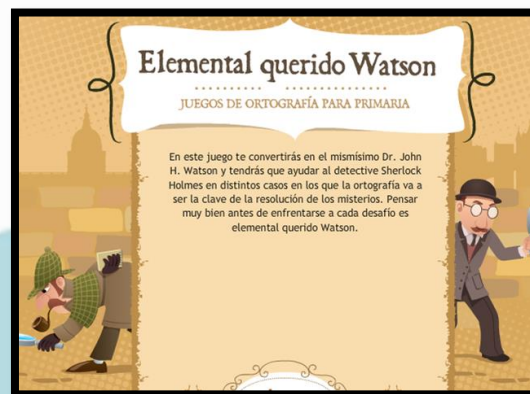 Elemental querido Watson
JUEGOS DE ORTOGRAFÍA PARA PRIMARIA
En este juego te convertirás en el mismísimo Dr. John
H. Watson y tendrás que ayudar al detective Sherlock
Holmes en distintos casos en los que la ortografía va a
ser la clave de la resolución de los misterios. Pensar
muy bien antes de enfrentarse a cada desafío es
elemental querido Watson.